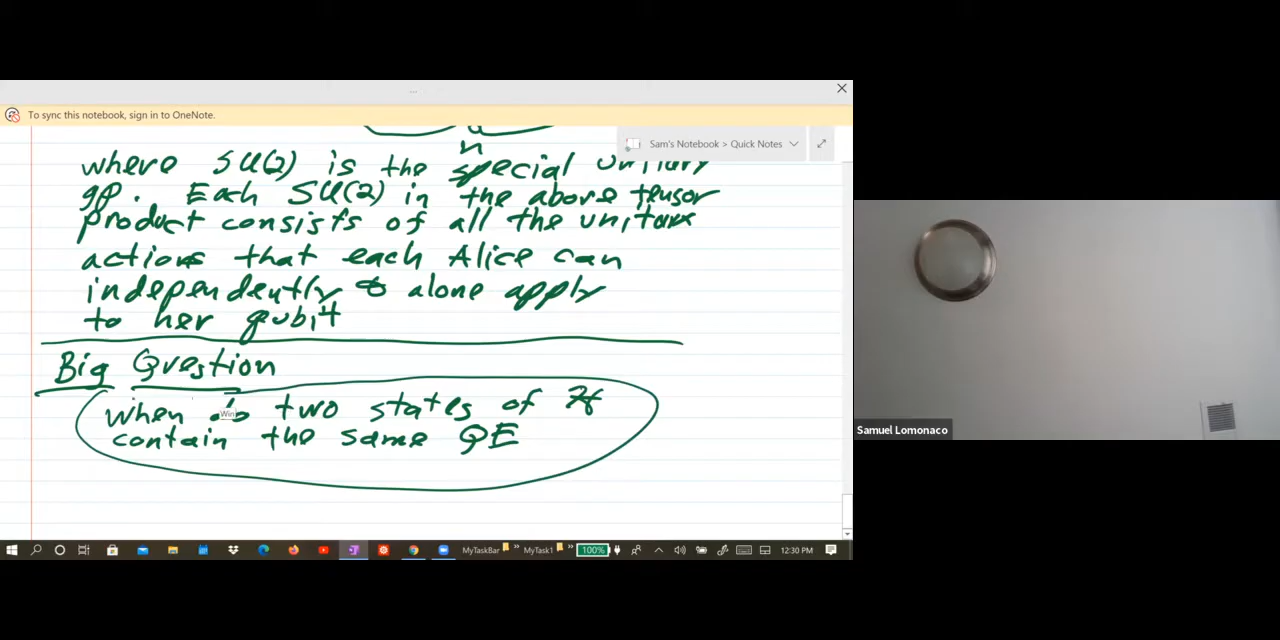 To sync this notebook, sign in to OneNote.
Sam's Notebook > Quick Notes
n
where SU(2) is the special unitary
gp. Each SU(2) in the above tensor
product consists of all the unitary
actions that each Alice can
independently & alone apply
to her qubit
Big Question
When do two states of H
contain the same QE
Win
Samuel Lomonaco
MyTaskBar
MyTask1
100%
12:30 PM